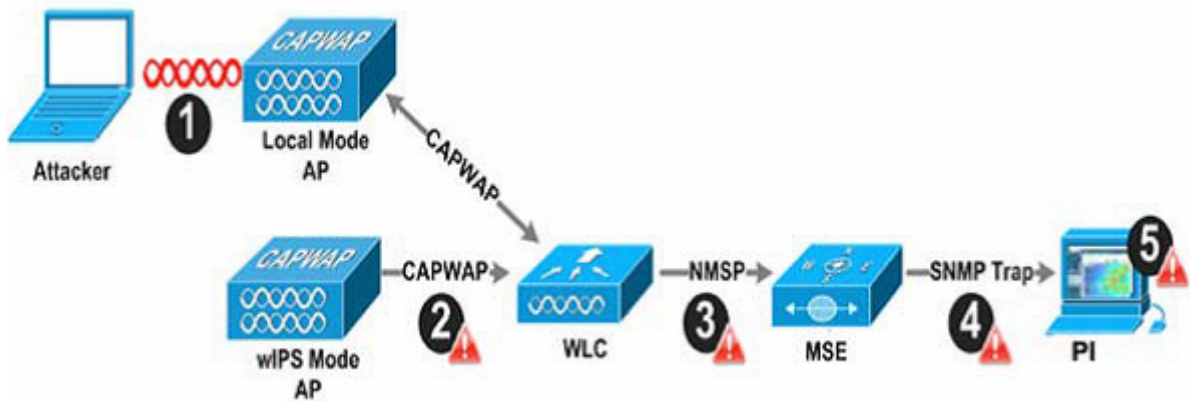 CAPWAP
1
Attacker
Local Mode
AP
CAPWAP
CAPWAP
CAPWAP
2
wIPS Mode
AP
WLC
NMSP
3
MSE
W
E
SNMP Trap
4
5
PI